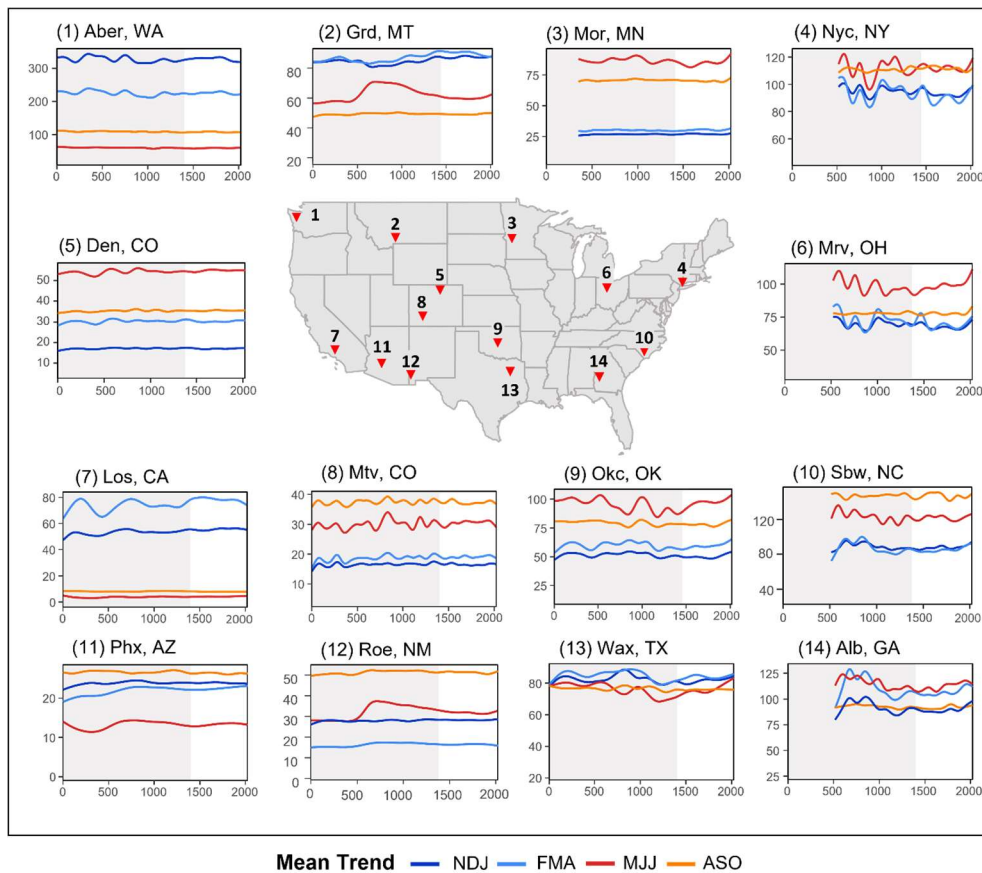 (1) Aber, WA
300
200
100
0 500 1000 1500 2000
(2) Grd, MT
80
60
40
20
0 500 1000 1500 2000
(3) Mor, MN
75
50
25
0 500 1000 1500 2000
(4) Nyc, NY
120
100
80
60
40
0 500 1000 1500 2000
(5) Den, CO
50
40
30
20
10
0 500 1000 1500 2000
1
2
3
4
5
6
7
8
9
10
11
12
13
14
(6) Mrv, OH
100
75
50
0 500 1000 1500 2000
(7) Los, CA
80
60
40
20
0
0 500 1000 1500 2000
(8) Mtv, CO
40
30
20
10
0 500 1000 1500 2000
(9) Okc, OK
100
75
50
25
0 500 1000 1500 2000
(10) Sbw, NC
120
80
40
0 500 1000 1500 2000
(11) Phx, AZ
20
10
0
0 500 1000 1500 2000
(12) Roe, NM
50
40
30
20
10
0
0 500 1000 1500 2000
(13) Wax, TX
80
60
40
20
0 500 1000 1500 2000
(14) Alb, GA
125
100
75
50
25
0 500 1000 1500 2000
Mean Trend NDJ FMA MJJ ASO